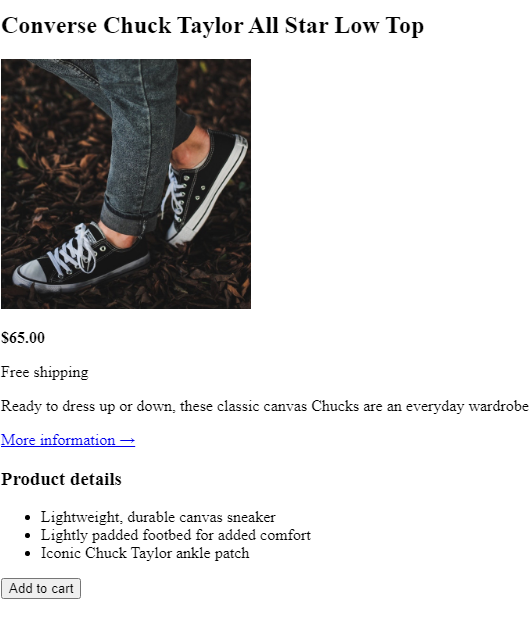 Converse Chuck Taylor All Star Low Top
$65.00
Free shipping
Ready to dress up or down, these classic canvas Chucks are an everyday wardrobe
More information →
Product details
Lightweight, durable canvas sneaker
Lightly padded footbed for added comfort
Iconic Chuck Taylor ankle patch
Add to cart